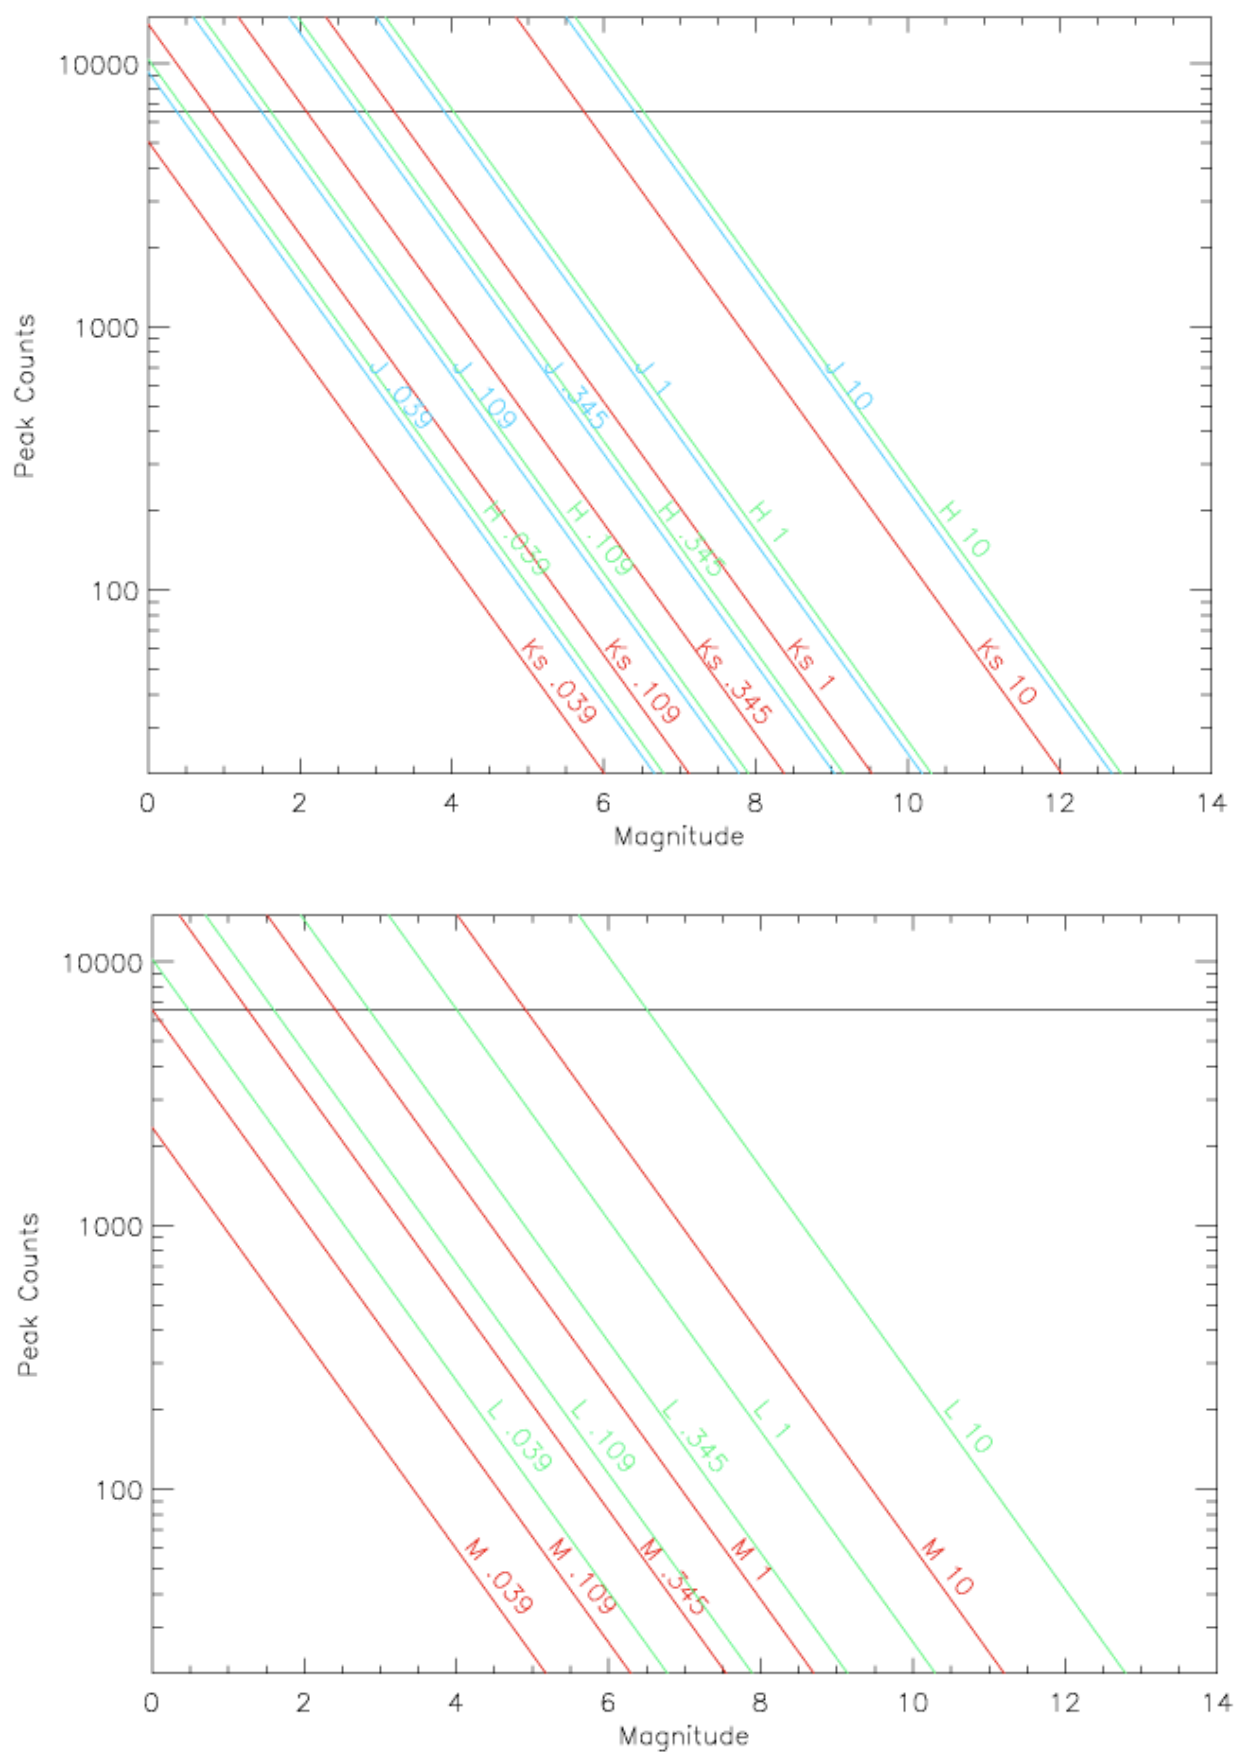 10000
1000
100
Peak Counts
J .039
J .109
J .345
J 1
J 10
H .039
H .109
H .345
H 1
H 10
Ks .039
Ks .109
Ks .345
Ks 1
Ks 10
0 2 4 6 8 10 12 14
Magnitude
10000
1000
100
Peak Counts
L .039
L .109
L .345
L 1
L 10
M .039
M .109
M .345
M 1
M 10
0 2 4 6 8 10 12 14
Magnitude